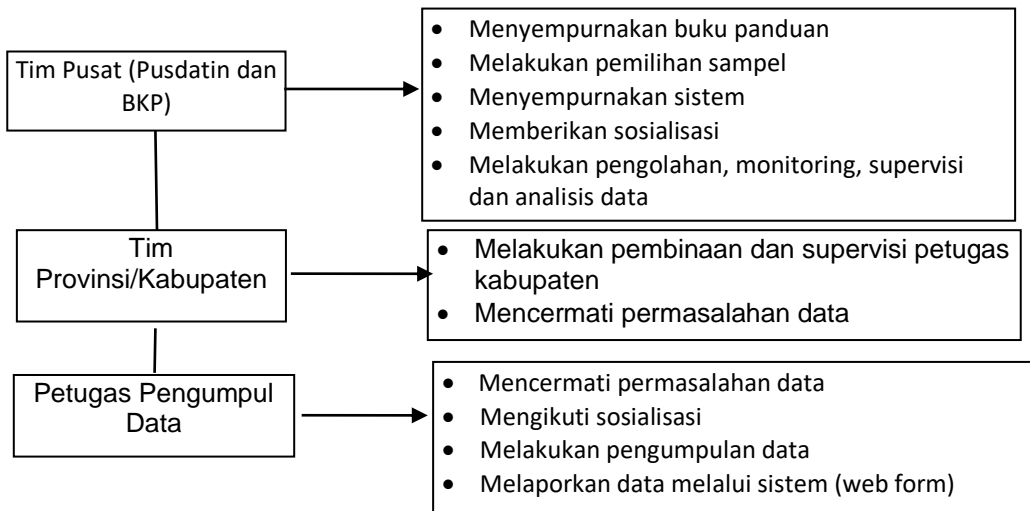 Tim Pusat (Pusdatin dan
BKP)
• Menyempurnakan buku panduan
• Melakukan pemilihan sampel
• Menyempurnakan sistem
• Memberikan sosialisasi
• Melakukan pengolahan, monitoring, supervisi
dan analisis data
Tim
Provinsi/Kabupaten
• Melakukan pembinaan dan supervisi petugas
kabupaten
• Mencermati permasalahan data
Petugas Pengumpul
Data
• Mencermati permasalahan data
• Mengikuti sosialisasi
• Melakukan pengumpulan data
• Melaporkan data melalui sistem (web form)